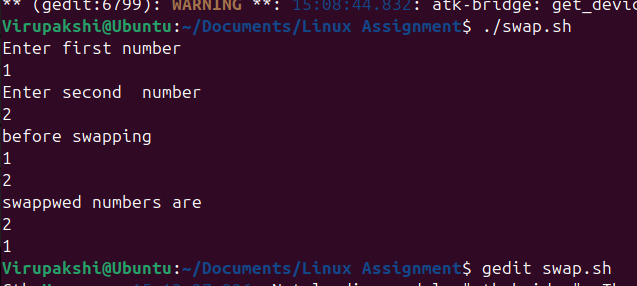 ** (gedit:6799): WARNING **: 15:08:44.832: atk-bridge: get_devic
Virupakshi@Ubuntu:~/Documents/Linux Assignment$ ./swap.sh
Enter first number
1
Enter second  number
2
before swapping
1
2
swappwed numbers are
2
1
Virupakshi@Ubuntu:~/Documents/Linux Assignment$ gedit swap.sh